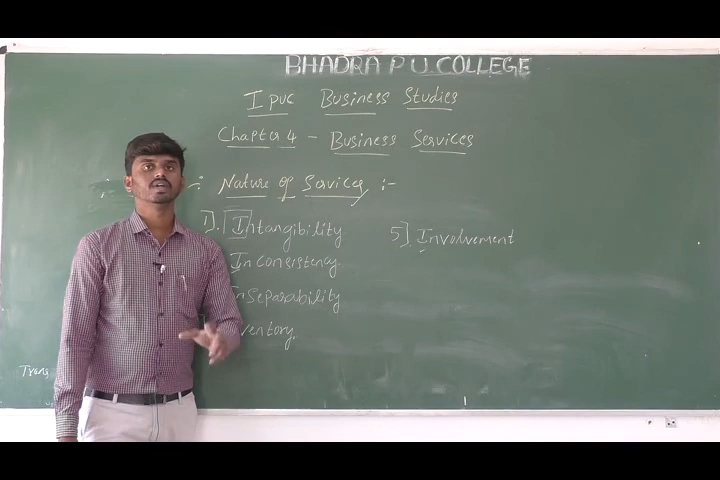 BHADRA P U COLLEGE
I PUC Business Studies
Chapter 4 - Business Services
:- Nature of Services :-
1]. Intangibility
Inconsistency.
Inseparability
ventory.
5] Involvement
Trans